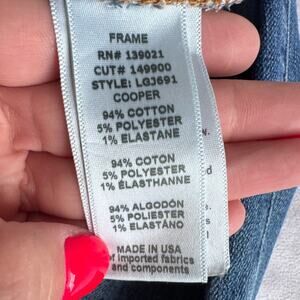 FRAME
RN# 139021
CUT# 149900
STYLE: LGJ691
COOPER
94% COTTON
5% POLYESTER
1% ELASTANE
94% COTON
5% POLYESTER
1% ÉLASTHANNE
94% ALGODÓN
5% POLIESTER
1% ELASTANO
MADE IN USA
of imported fabrics
and components